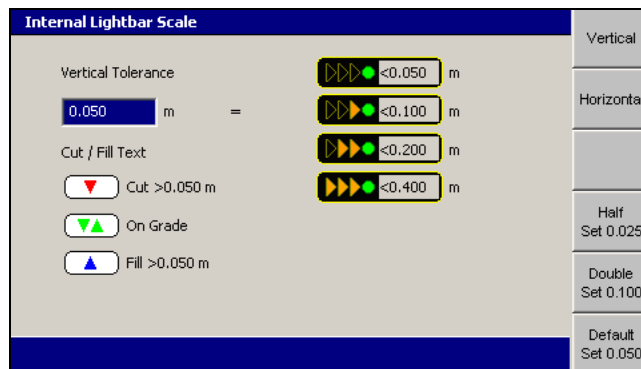 Internal Lightbar Scale
Vertical Tolerance
0.050 m =
Cut / Fill Text
Cut >0.050 m
On Grade
Fill >0.050 m
<0.050 m
<0.100 m
<0.200 m
<0.400 m
Vertical
Horizonta
Half
Set 0.025
Double
Set 0.100
Default
Set 0.050